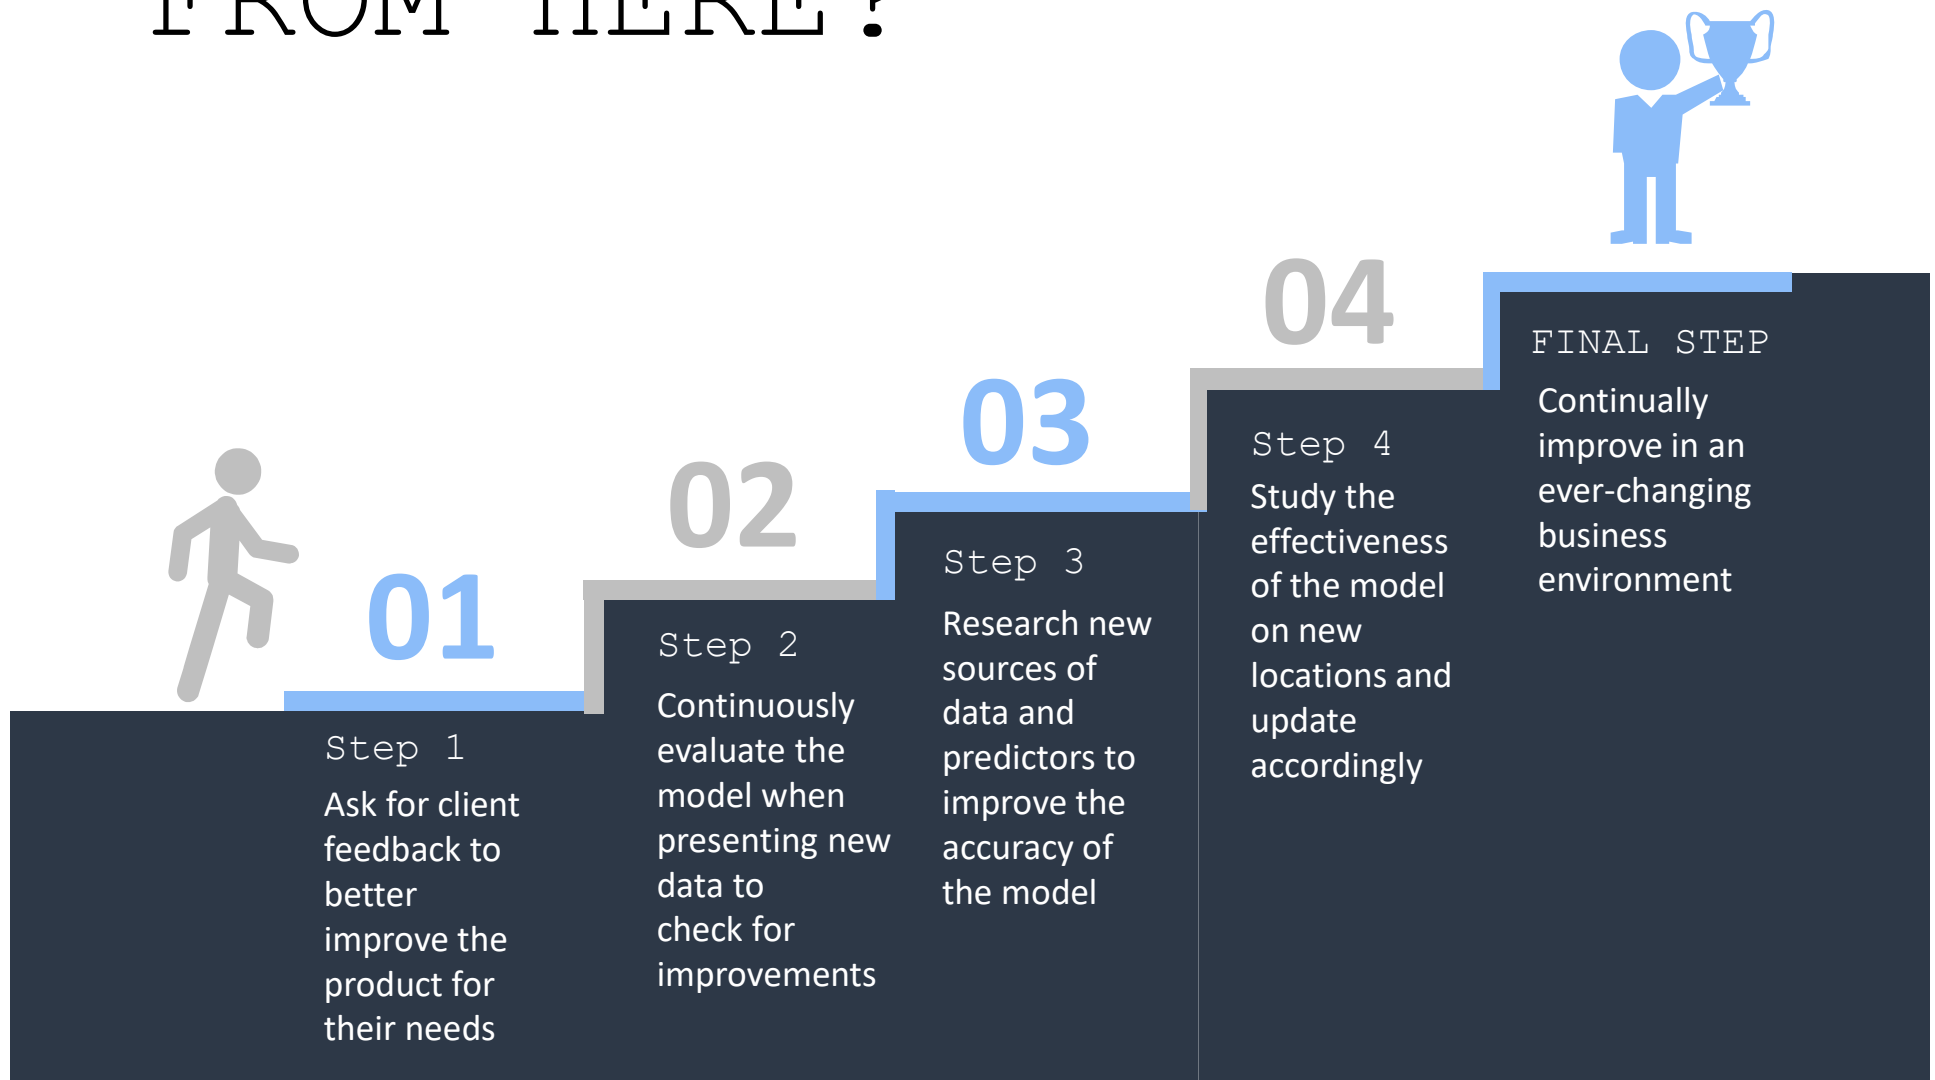 FROM HERE?
01
Step 1
Ask for client
feedback to
better
improve the
product for
their needs
02
Step 2
Continuously
evaluate the
model when
presenting new
data to
check for
improvements
03
Step 3
Research new
sources of
data and
predictors to
improve the
accuracy of
the model
04
Step 4
Study the
effectiveness
of the model
on new
locations and
update
accordingly
FINAL STEP
Continually
improve in an
ever-changing
business
environment